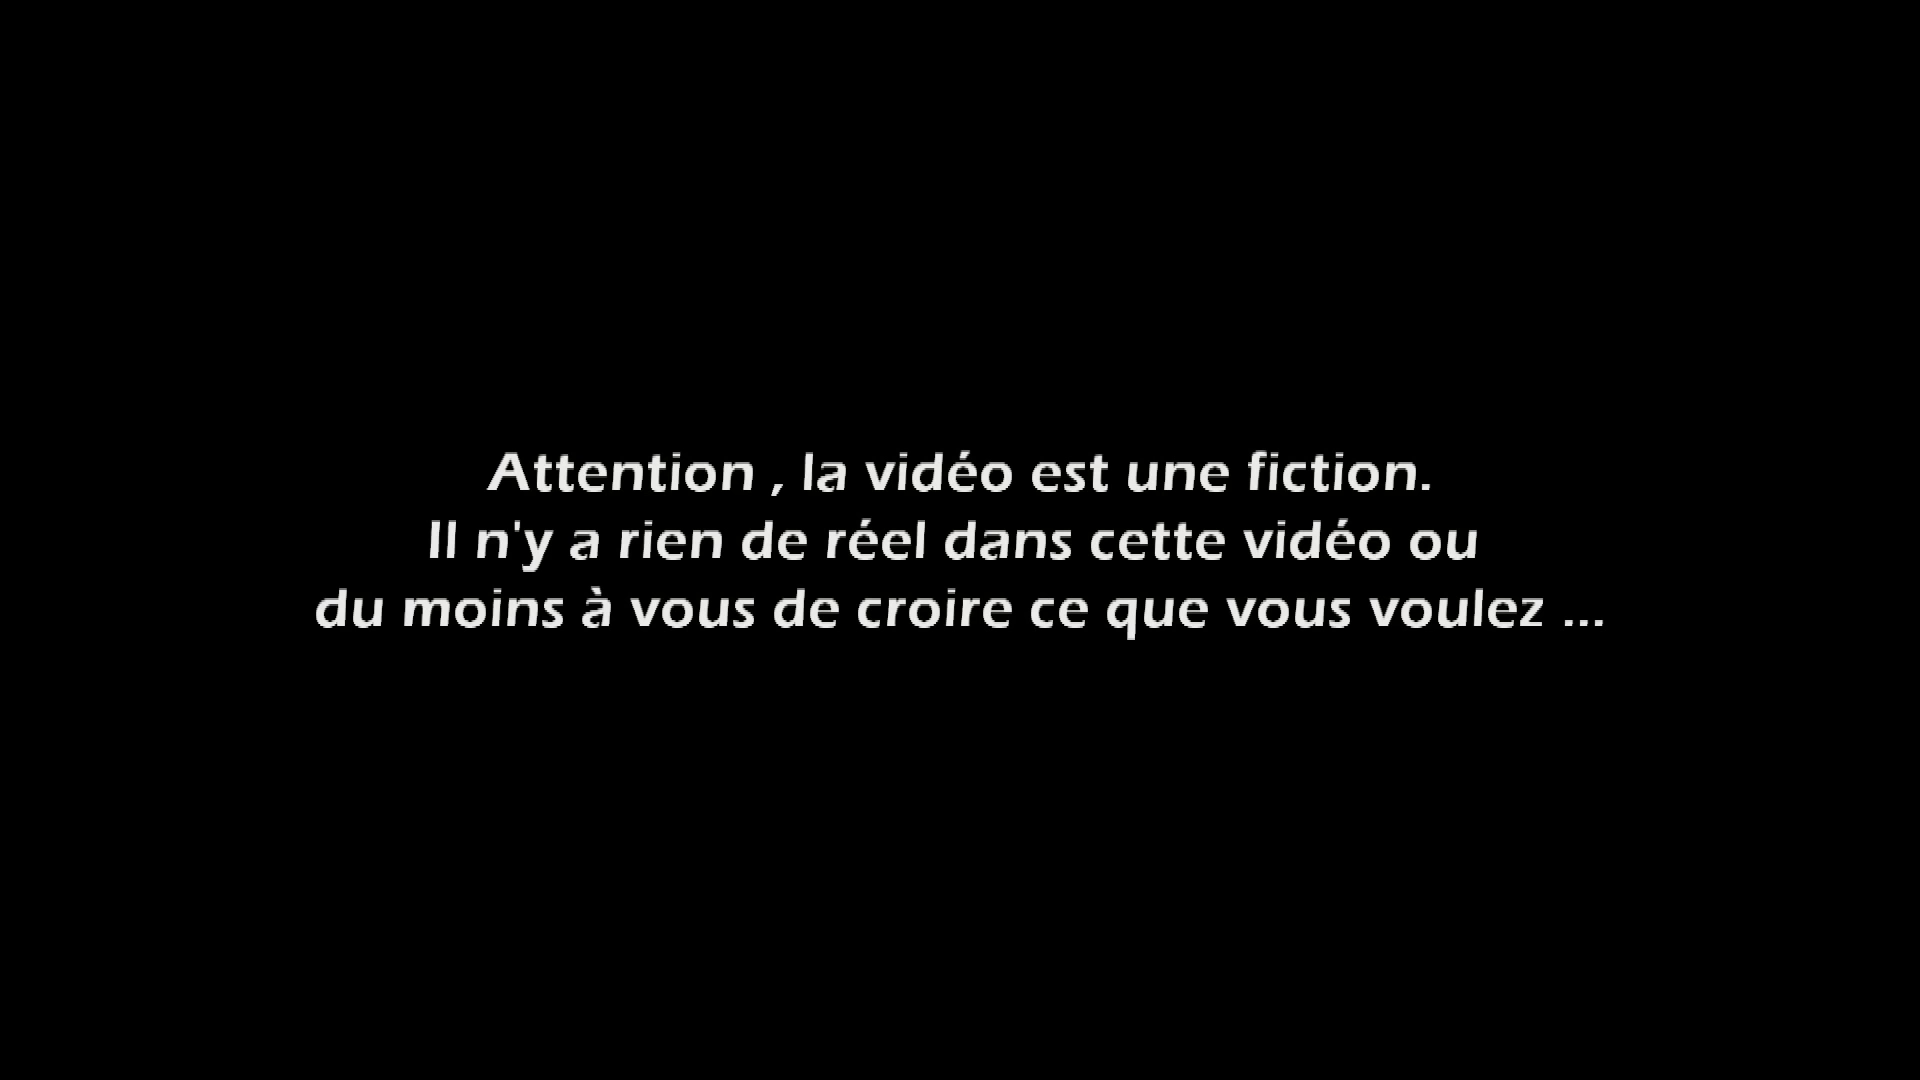 Attention , la vidéo est une fiction.
Il n'y a rien de réel dans cette vidéo ou
du moins à vous de croire ce que vous voulez ...